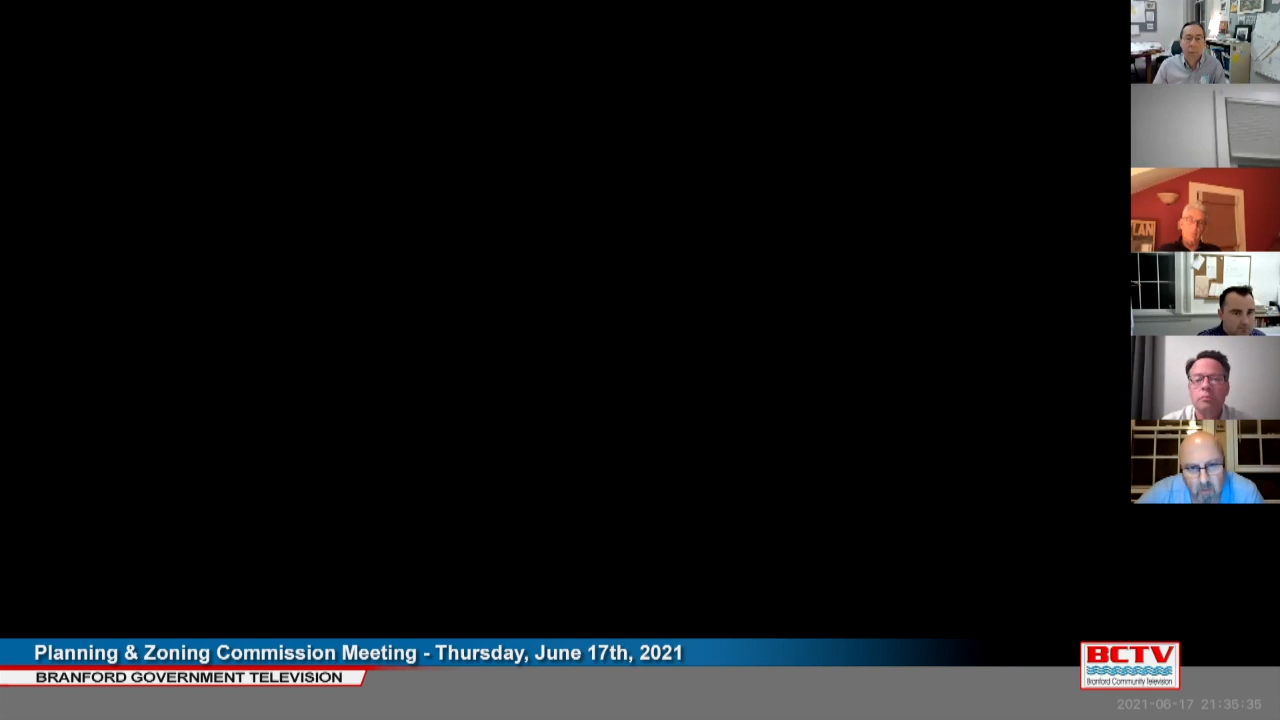 LAN
Planning & Zoning Commission Meeting - Thursday, June 17th, 2021
BRANFORD GOVERNMENT TELEVISION
BCTV
Branford Community Television
2021-06-17 21:35:35